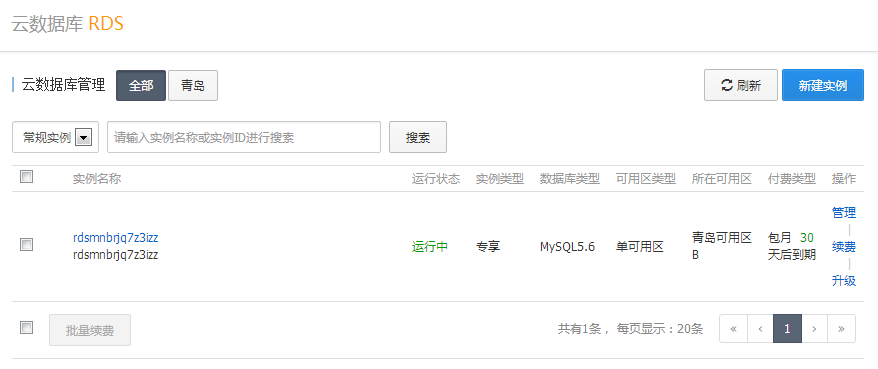 云数据库 RDS
云数据库管理 全部 青岛 刷新 新建实例
常规实例 请输入实例名称或实例ID进行搜索 搜索
实例名称 运行状态 实例类型 数据库类型 可用区类型 所在可用区 付费类型 操作
rdsmnbrjq7z3izz
rdsmnbrjq7z3izz
运行中 专享 MySQL5.6 单可用区
青岛可用区
B
包月 30
天后到期
管理
|
续费
|
升级
批量续费 共有1条， 每页显示：20条 « ‹ 1 › »